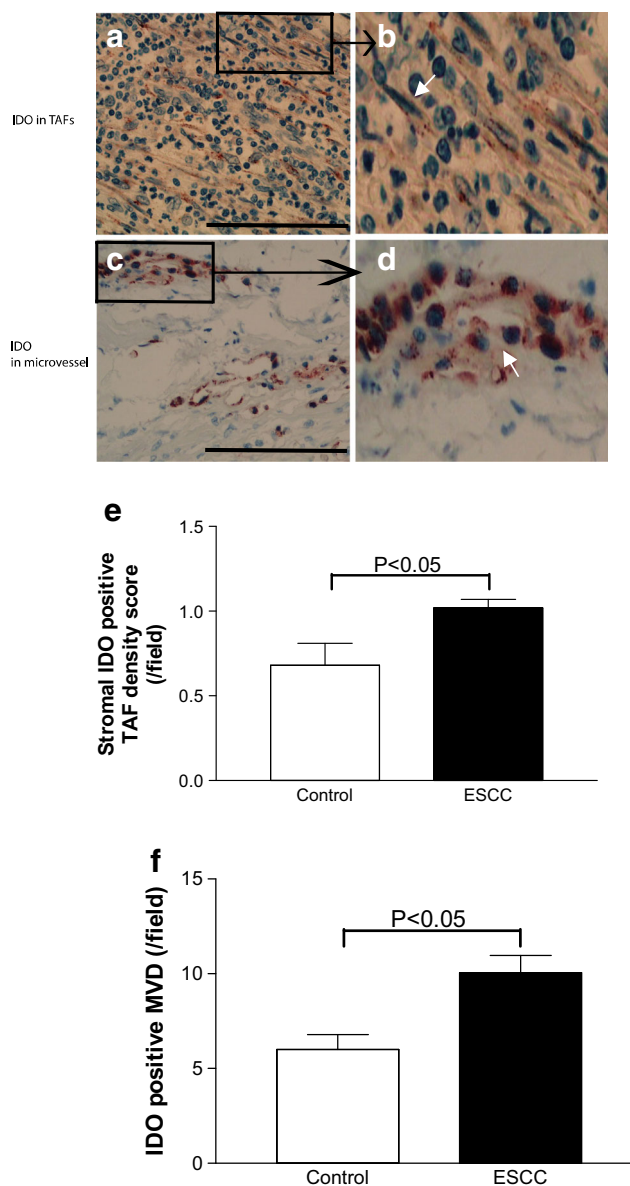 a
b
IDO in TAFs
c
d
IDO
in microvessel
e
Stromal IDO positive
TAF density score
(/field)
1.5
1.0
0.5
0.0
P<0.05
Control
ESCC
f
IDO positive MVD (/field)
15
10
5
0
P<0.05
Control
ESCC